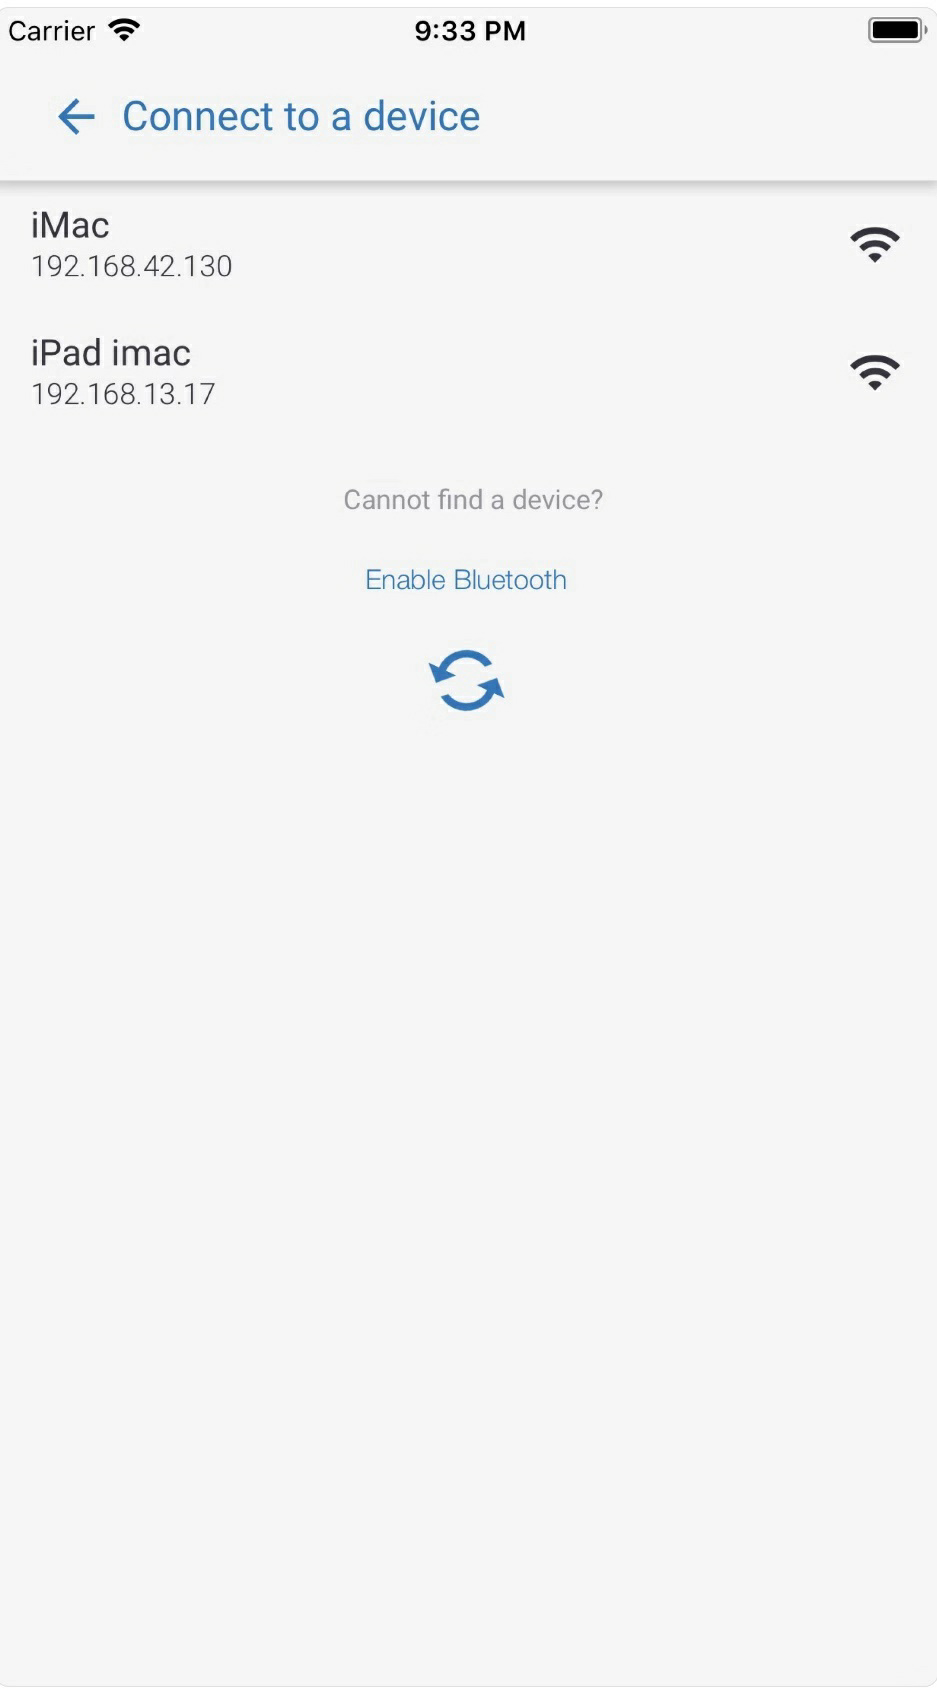 Carrier 9:33 PM
Connect to a device
iMac
192.168.42.130
iPad imac
192.168.13.17
Cannot find a device?
Enable Bluetooth